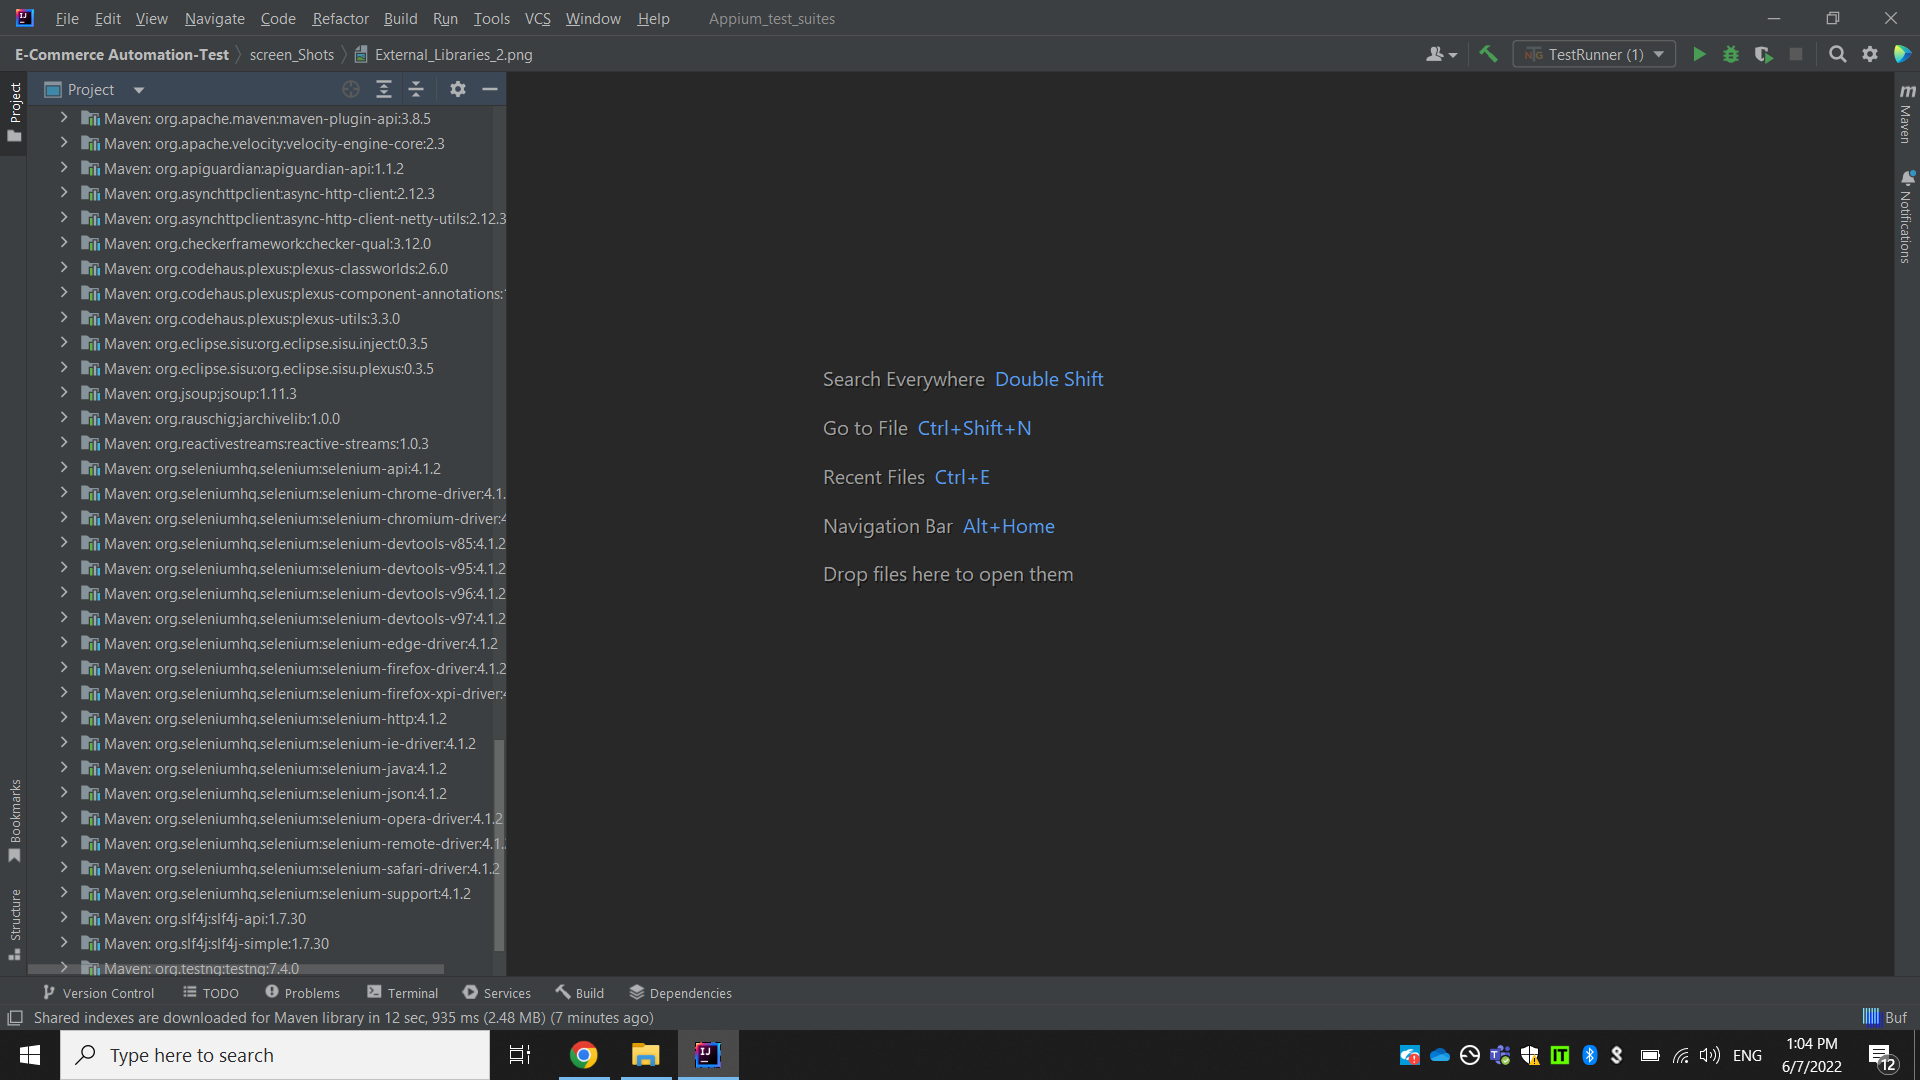 File Edit View Navigate Code Refactor Build Run Tools VCS Window Help Appium_test_suites
E-Commerce Automation-Test screen_Shots External_Libraries_2.png TestRunner (1)
Project
Project
Maven: org.apache.maven:maven-plugin-api:3.8.5
Maven: org.apache.velocity:velocity-engine-core:2.3
Maven: org.apiguardian:apiguardian-api:1.1.2
Maven: org.asynchttpclient:async-http-client:2.12.3
Maven: org.asynchttpclient:async-http-client-netty-utils:2.12.3
Maven: org.checkerframework:checker-qual:3.12.0
Maven: org.codehaus.plexus:plexus-classworlds:2.6.0
Maven: org.codehaus.plexus:plexus-component-annotations:
Maven: org.codehaus.plexus:plexus-utils:3.3.0
Maven: org.eclipse.sisu:org.eclipse.sisu.inject:0.3.5
Maven: org.eclipse.sisu:org.eclipse.sisu.plexus:0.3.5
Maven: org.jsoup:jsoup:1.11.3
Maven: org.rauschig:jarchivelib:1.0.0
Maven: org.reactivestreams:reactive-streams:1.0.3
Maven: org.seleniumhq.selenium:selenium-api:4.1.2
Maven: org.seleniumhq.selenium:selenium-chrome-driver:4.1.
Maven: org.seleniumhq.selenium:selenium-chromium-driver:4
Maven: org.seleniumhq.selenium:selenium-devtools-v85:4.1.2
Maven: org.seleniumhq.selenium:selenium-devtools-v95:4.1.2
Maven: org.seleniumhq.selenium:selenium-devtools-v96:4.1.2
Maven: org.seleniumhq.selenium:selenium-devtools-v97:4.1.2
Maven: org.seleniumhq.selenium:selenium-edge-driver:4.1.2
Maven: org.seleniumhq.selenium:selenium-firefox-driver:4.1.2
Maven: org.seleniumhq.selenium:selenium-firefox-xpi-driver:4
Maven: org.seleniumhq.selenium:selenium-http:4.1.2
Maven: org.seleniumhq.selenium:selenium-ie-driver:4.1.2
Maven: org.seleniumhq.selenium:selenium-java:4.1.2
Maven: org.seleniumhq.selenium:selenium-json:4.1.2
Maven: org.seleniumhq.selenium:selenium-opera-driver:4.1.2
Maven: org.seleniumhq.selenium:selenium-remote-driver:4.1.
Maven: org.seleniumhq.selenium:selenium-safari-driver:4.1.2
Maven: org.seleniumhq.selenium:selenium-support:4.1.2
Maven: org.slf4j:slf4j-api:1.7.30
Maven: org.slf4j:slf4j-simple:1.7.30
Maven: org.testng:testng:7.4.0
Bookmarks
Structure
Search Everywhere Double Shift
Go to File Ctrl+Shift+N
Recent Files Ctrl+E
Navigation Bar Alt+Home
Drop files here to open them
Maven
Notifications
Version Control TODO Problems Terminal Services Build Dependencies
Shared indexes are downloaded for Maven library in 12 sec, 935 ms (2.48 MB) (7 minutes ago)
Buf
Type here to search
ENG
1:04 PM
6/7/2022
12